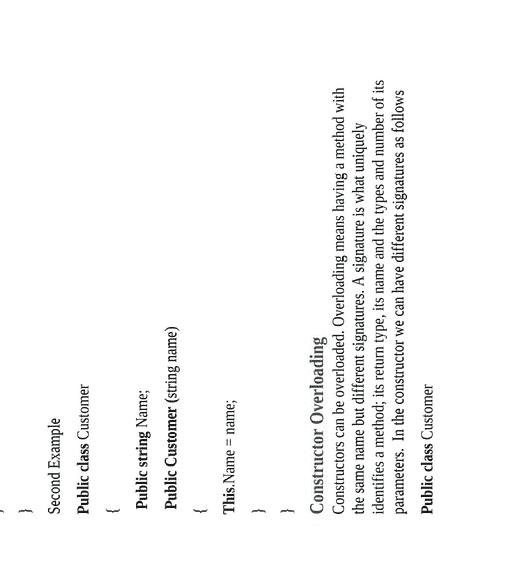 }
}
Second Example
Public class Customer
{
Public string Name;
Public Customer (string name)
{
This.Name = name;
}
}
Constructor Overloading
Constructors can be overloaded. Overloading means having a method with
the same name but different signatures. A signature is what uniquely
identifies a method; its return type, its name and the types and number of its
parameters. In the constructor we can have different signatures as follows
Public class Customer